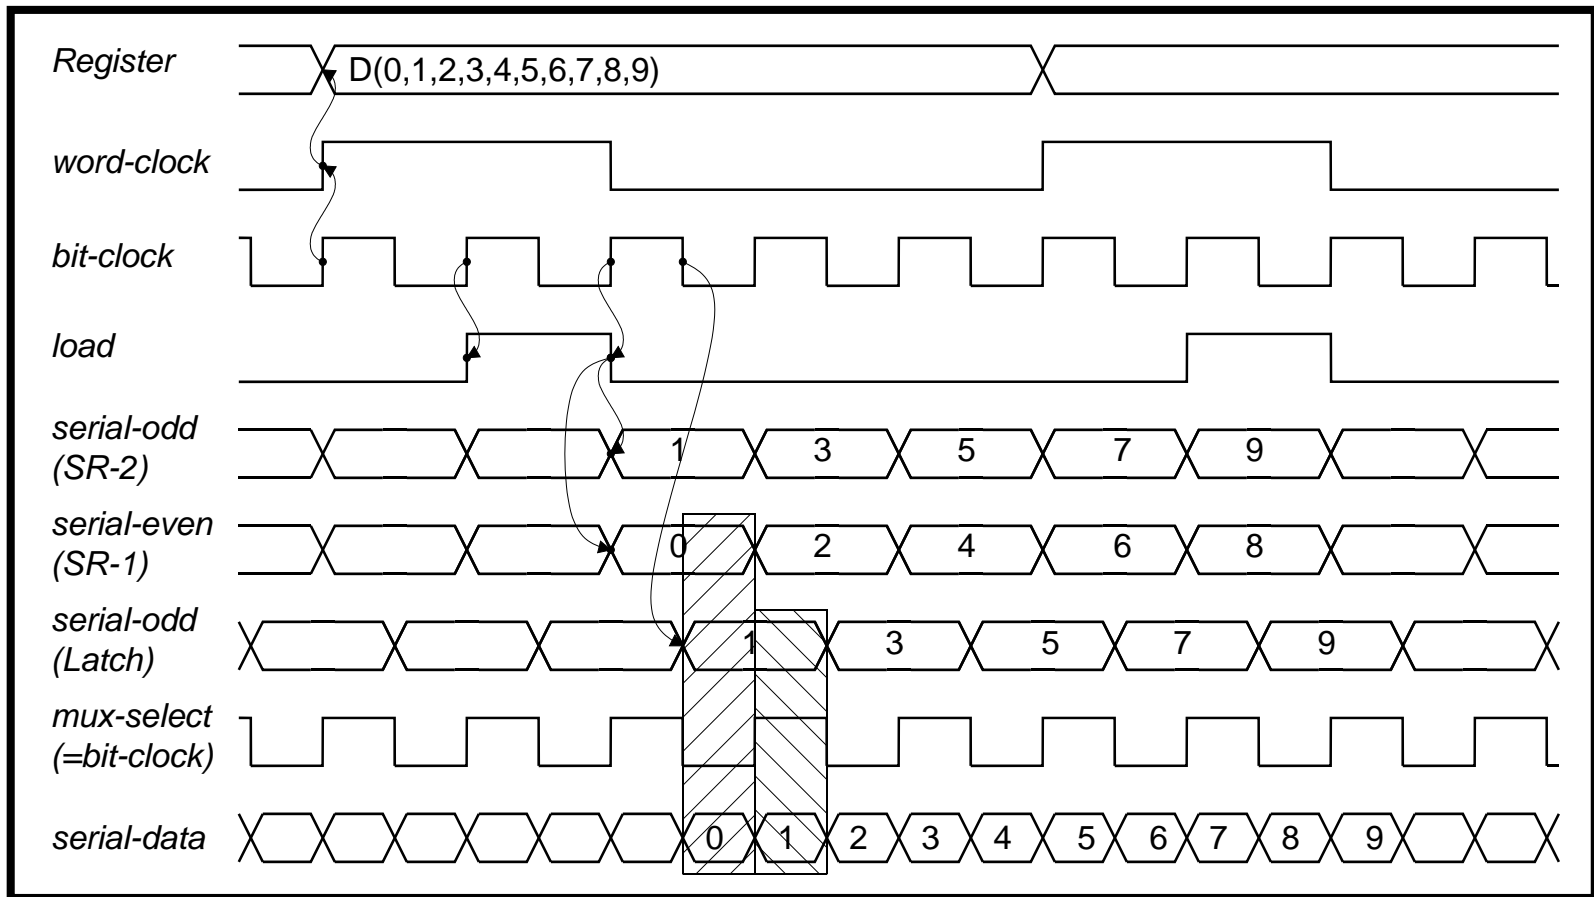 Register
D(0,1,2,3,4,5,6,7,8,9)
word-clock
bit-clock
load
serial-odd
(SR-2)
1 3 5 7 9
serial-even
(SR-1)
0 2 4 6 8
serial-odd
(Latch)
1 3 5 7 9
mux-select
(=bit-clock)
serial-data
0 1 2 3 4 5 6 7 8 9